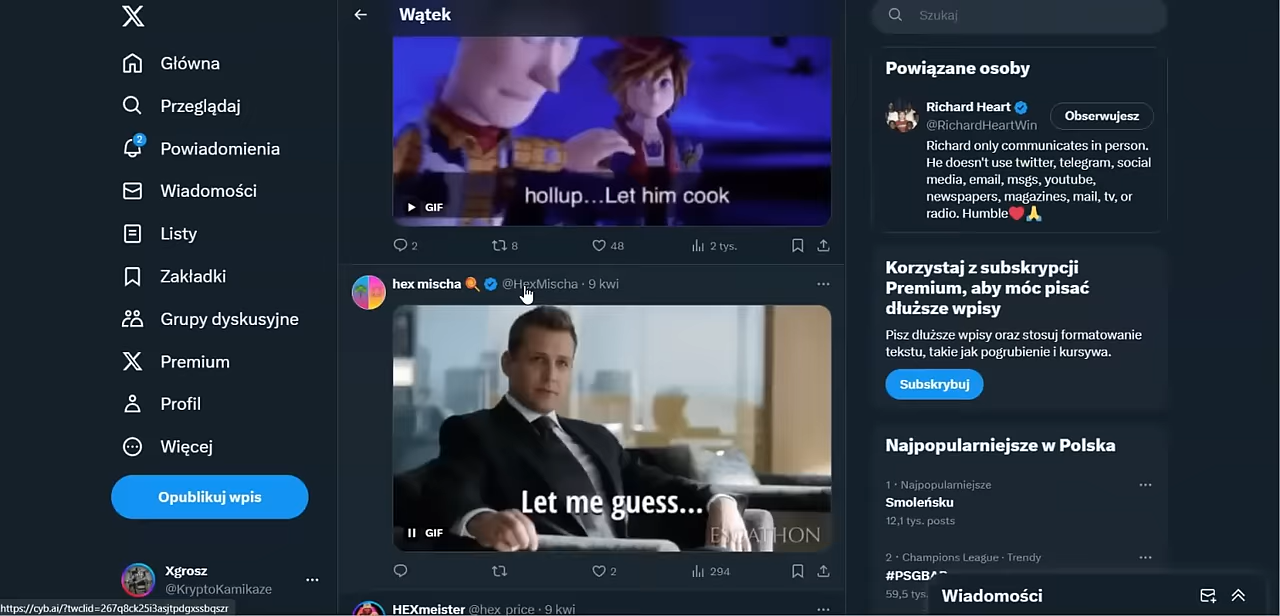 Główna
Przeglądaj
2
Powiadomienia
Wiadomości
Listy
Zakładki
Grupy dyskusyjne
Premium
Profil
Więcej
Opublikuj wpis
Xgrosz
@KryptoKamikaze
https://cyb.ai/?twclid=267q8ck25i3asjtpdgxssbqszr
Wątek
hollup...Let him cook
GIF
2 8 48 2 tys.
hex mischa @HexMischa · 9 kwi
Let me guess...
GIF
2 294
HEXmeister @hex_price · 9 kwi
Szukaj
Powiązane osoby
Richard Heart
@RichardHeartWin
Obserwujesz
Richard only communicates in person.
He doesn't use twitter, telegram, social
media, email, msgs, youtube,
newspapers, magazines, mail, tv, or
radio. Humble❤️🙏
Korzystaj z subskrypcji
Premium, aby móc pisać
dłuższe wpisy
Pisz dłuższe wpisy oraz stosuj formatowanie
tekstu, takie jak pogrubienie i kursywa.
Subskrybuj
Najpopularniejsze w Polska
1 · Najpopularniejsze
Smoleńsku
12,1 tys. posts
2 · Champions League · Trendy
#PSGBAR
59,5 tys.
Wiadomości